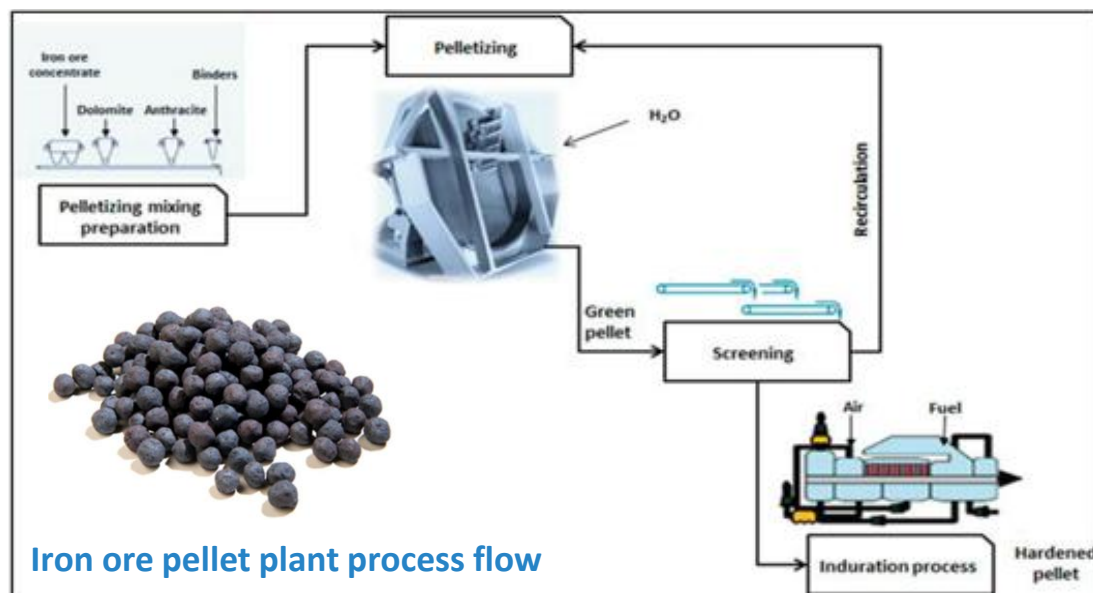 Pelletizing
Iron ore
concentrate
Binders
Dolomite
Anthracite
H₂O
Pelletizing mixing
preparation
Recirculation
Green
pellet
Screening
Air
Fuel
Iron ore pellet plant process flow
Induration process
Hardened
pellet